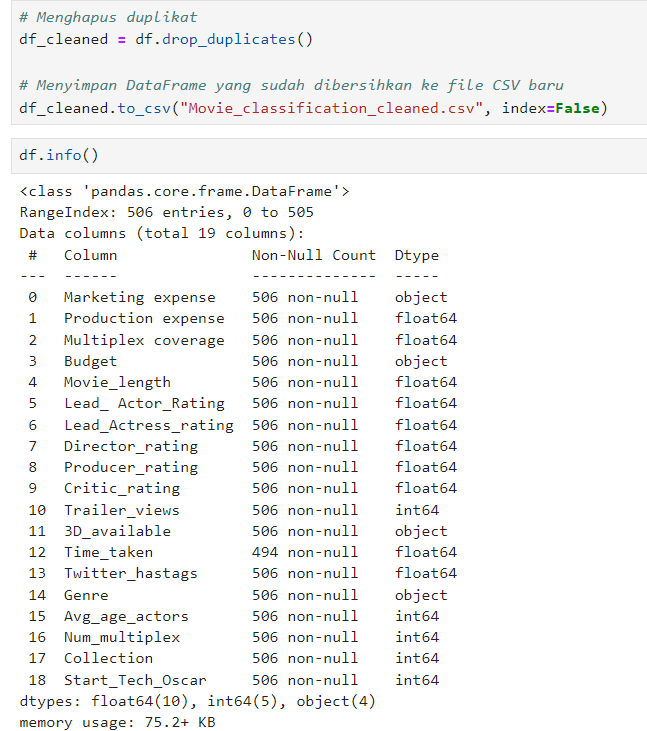 # Menghapus duplikat
df_cleaned = df.drop_duplicates()
# Menyimpan DataFrame yang sudah dibersihkan ke file CSV baru
df_cleaned.to_csv("Movie_classification_cleaned.csv", index=False)
df.info()
<class 'pandas.core.frame.DataFrame'>
RangeIndex: 506 entries, 0 to 505
Data columns (total 19 columns):
 #   Column               Non-Null Count  Dtype
---  ------               --------------  -----
 0   Marketing expense    506 non-null    object
 1   Production expense   506 non-null    float64
 2   Multiplex coverage   506 non-null    float64
 3   Budget               506 non-null    object
 4   Movie_length         506 non-null    float64
 5   Lead_ Actor_Rating   506 non-null    float64
 6   Lead_Actress_rating  506 non-null    float64
 7   Director_rating      506 non-null    float64
 8   Producer_rating      506 non-null    float64
 9   Critic_rating        506 non-null    float64
 10  Trailer_views        506 non-null    int64
 11  3D_available         506 non-null    object
 12  Time_taken           494 non-null    float64
 13  Twitter_hastags      506 non-null    float64
 14  Genre                506 non-null    object
 15  Avg_age_actors       506 non-null    int64
 16  Num_multiplex        506 non-null    int64
 17  Collection           506 non-null    int64
 18  Start_Tech_Oscar     506 non-null    int64
dtypes: float64(10), int64(5), object(4)
memory usage: 75.2+ KB